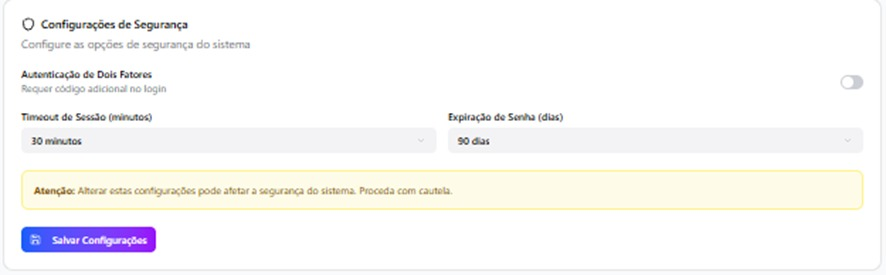 Configurações de Segurança
Configure as opções de segurança do sistema
Autenticação de Dois Fatores
Requer código adicional no login
Timeout de Sessão (minutos)
30 minutos
Expiração de Senha (dias)
90 dias
Atenção: Alterar estas configurações pode afetar a segurança do sistema. Proceda com cautela.
Salvar Configurações